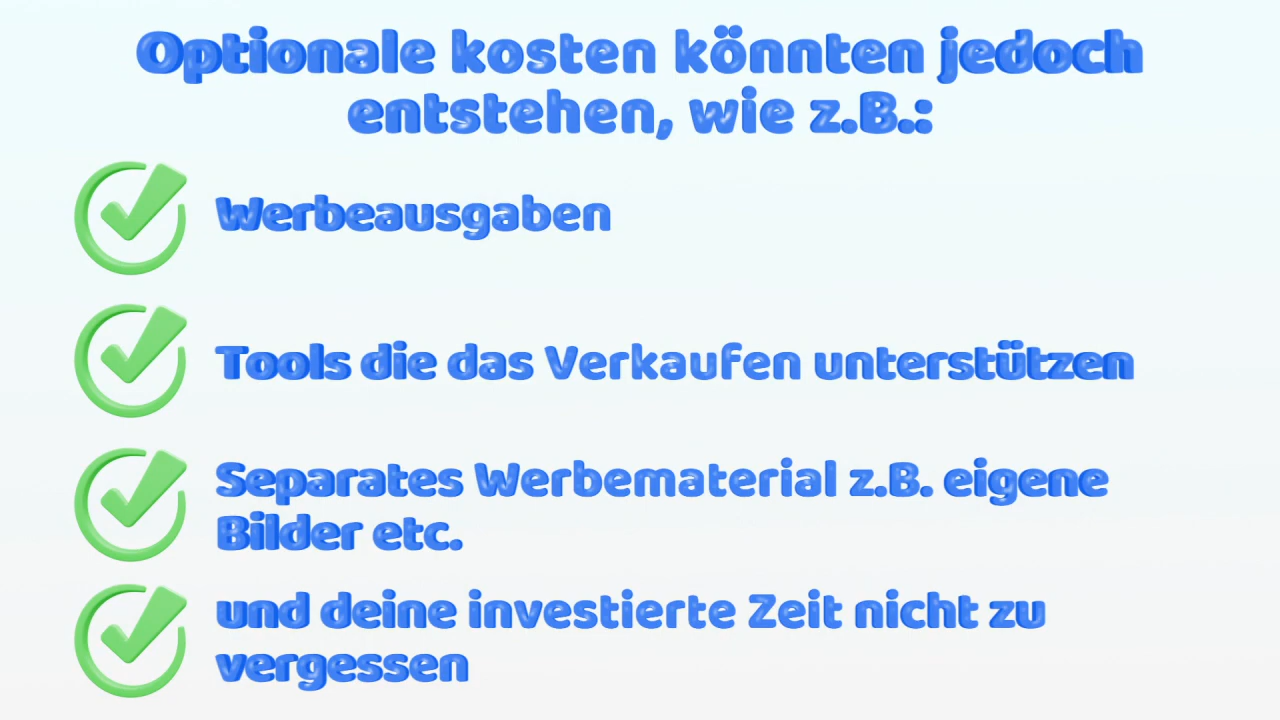 Optionale kosten könnten jedoch
entstehen, wie z.B.:
Werbeausgaben
Tools die das Verkaufen unterstützen
Separates Werbematerial z.B. eigene
Bilder etc.
und deine investierte Zeit nicht zu
vergessen